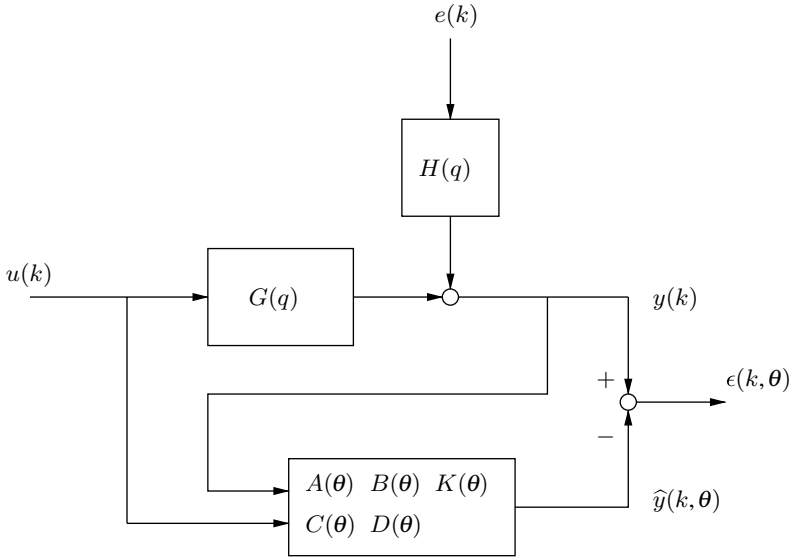 e(k)
H(q)
u(k)
G(q)
y(k)
+
ϵ(k, θ)
−
A(θ) B(θ) K(θ)
C(θ) D(θ)
ŷ(k, θ)